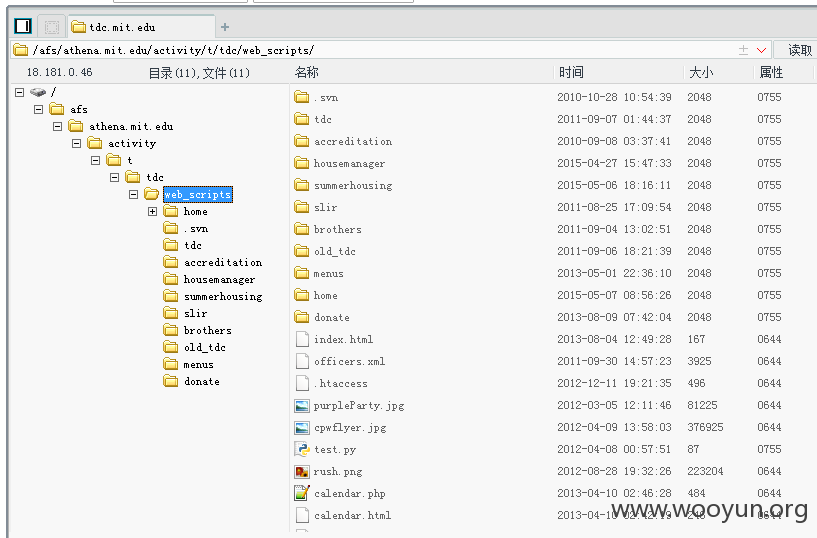 tdc.mit.edu
/afs/athena.mit.edu/activity/t/tdc/web_scripts/ 读取
18.181.0.46 目录(11),文件(11) 名称 时间 大小 属性
/
afs
athena.mit.edu
activity
t
tdc
web_scripts
home
.svn
tdc
accreditation
housemanager
summerhousing
slir
brothers
old_tdc
menus
donate
.svn 2010-10-28 10:54:39 2048 0755
tdc 2011-09-07 01:44:37 2048 0755
accreditation 2010-09-08 03:37:41 2048 0755
housemanager 2015-04-27 15:47:33 2048 0755
summerhousing 2015-05-06 18:16:11 2048 0755
slir 2011-08-25 17:09:54 2048 0755
brothers 2011-09-04 13:02:51 2048 0755
old_tdc 2011-09-06 18:21:39 2048 0755
menus 2013-05-01 22:36:10 2048 0755
home 2015-05-07 08:56:26 2048 0755
donate 2013-08-09 07:42:04 2048 0755
index.html 2013-08-04 12:49:28 167 0644
officers.xml 2011-09-30 14:57:23 3925 0644
.htaccess 2012-12-11 19:21:35 496 0644
purpleParty.jpg 2012-03-05 12:11:46 81225 0644
cpwflyer.jpg 2012-04-09 13:58:03 376925 0644
test.py 2012-04-08 00:57:51 87 0755
rush.png 2012-08-28 19:32:26 223204 0644
calendar.php 2013-04-10 02:46:28 484 0644
calendar.html 2013-04-10 0644
www.wooyun.org